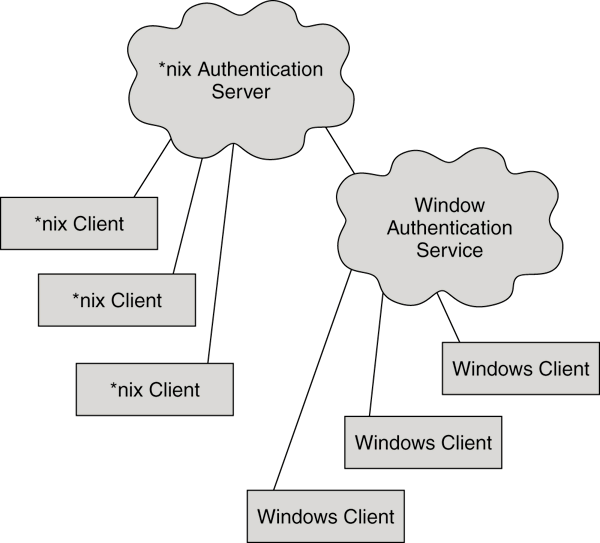 *nix Authentication
Server
Window
Authentication
Service
*nix Client
*nix Client
*nix Client
Windows Client
Windows Client
Windows Client